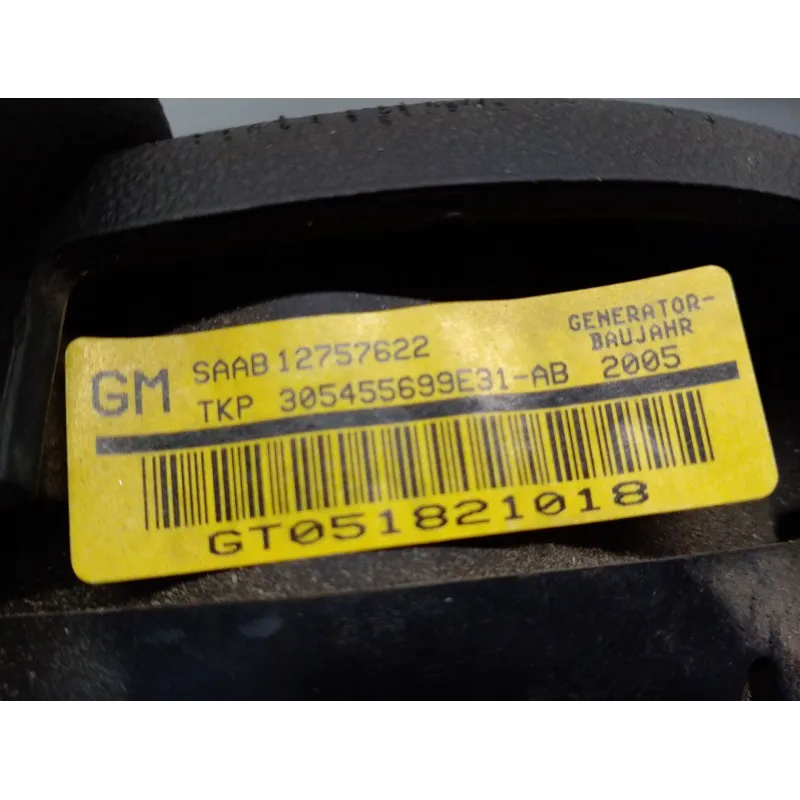 GM
SAAB 12757622
TKP 305455699E31-AB
GENERATOR-
BAUJAHR
2005
GT051821018